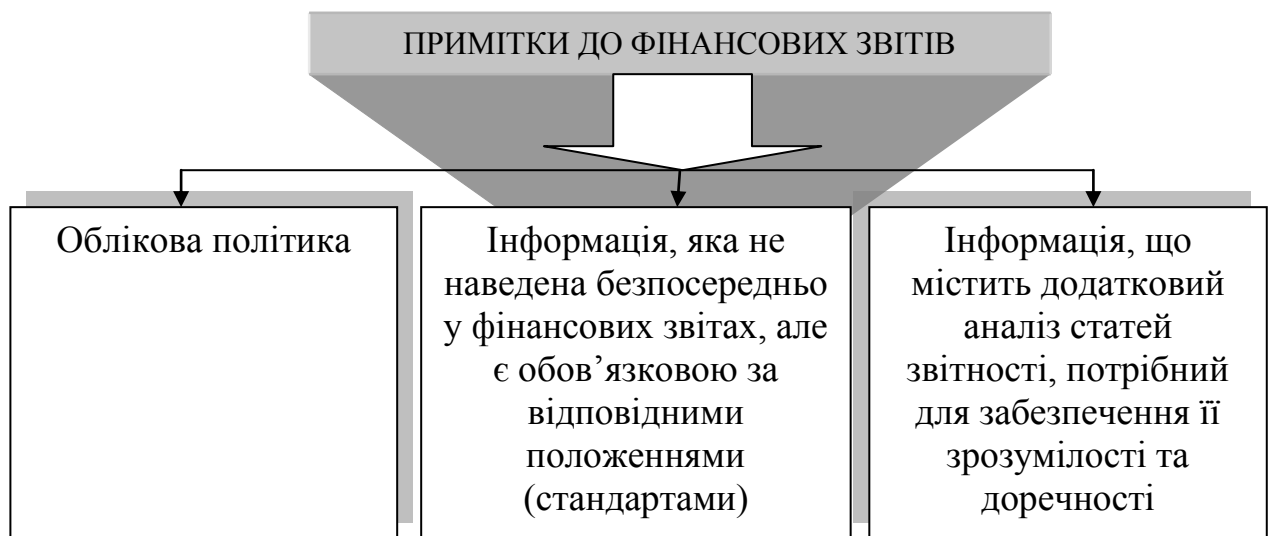 ПРИМІТКИ ДО ФІНАНСОВИХ ЗВІТІВ
Облікова політика
Інформація, яка не
наведена безпосередньо
у фінансових звітах, але
є обов’язковою за
відповідними
положеннями
(стандартами)
Інформація, що
містить додатковий
аналіз статей
звітності, потрібний
для забезпечення її
зрозумілості та
доречності